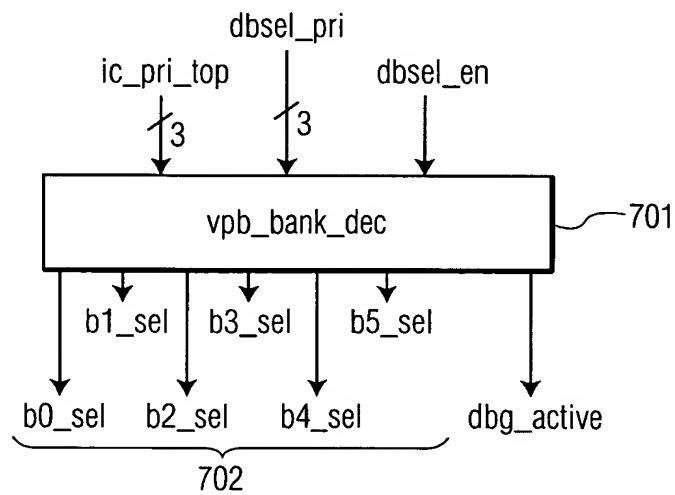 dbsel_pri
ic_pri_top
dbsel_en
3
3
vpb_bank_dec
701
b1_sel
b3_sel
b5_sel
b0_sel
b2_sel
b4_sel
dbg_active
702